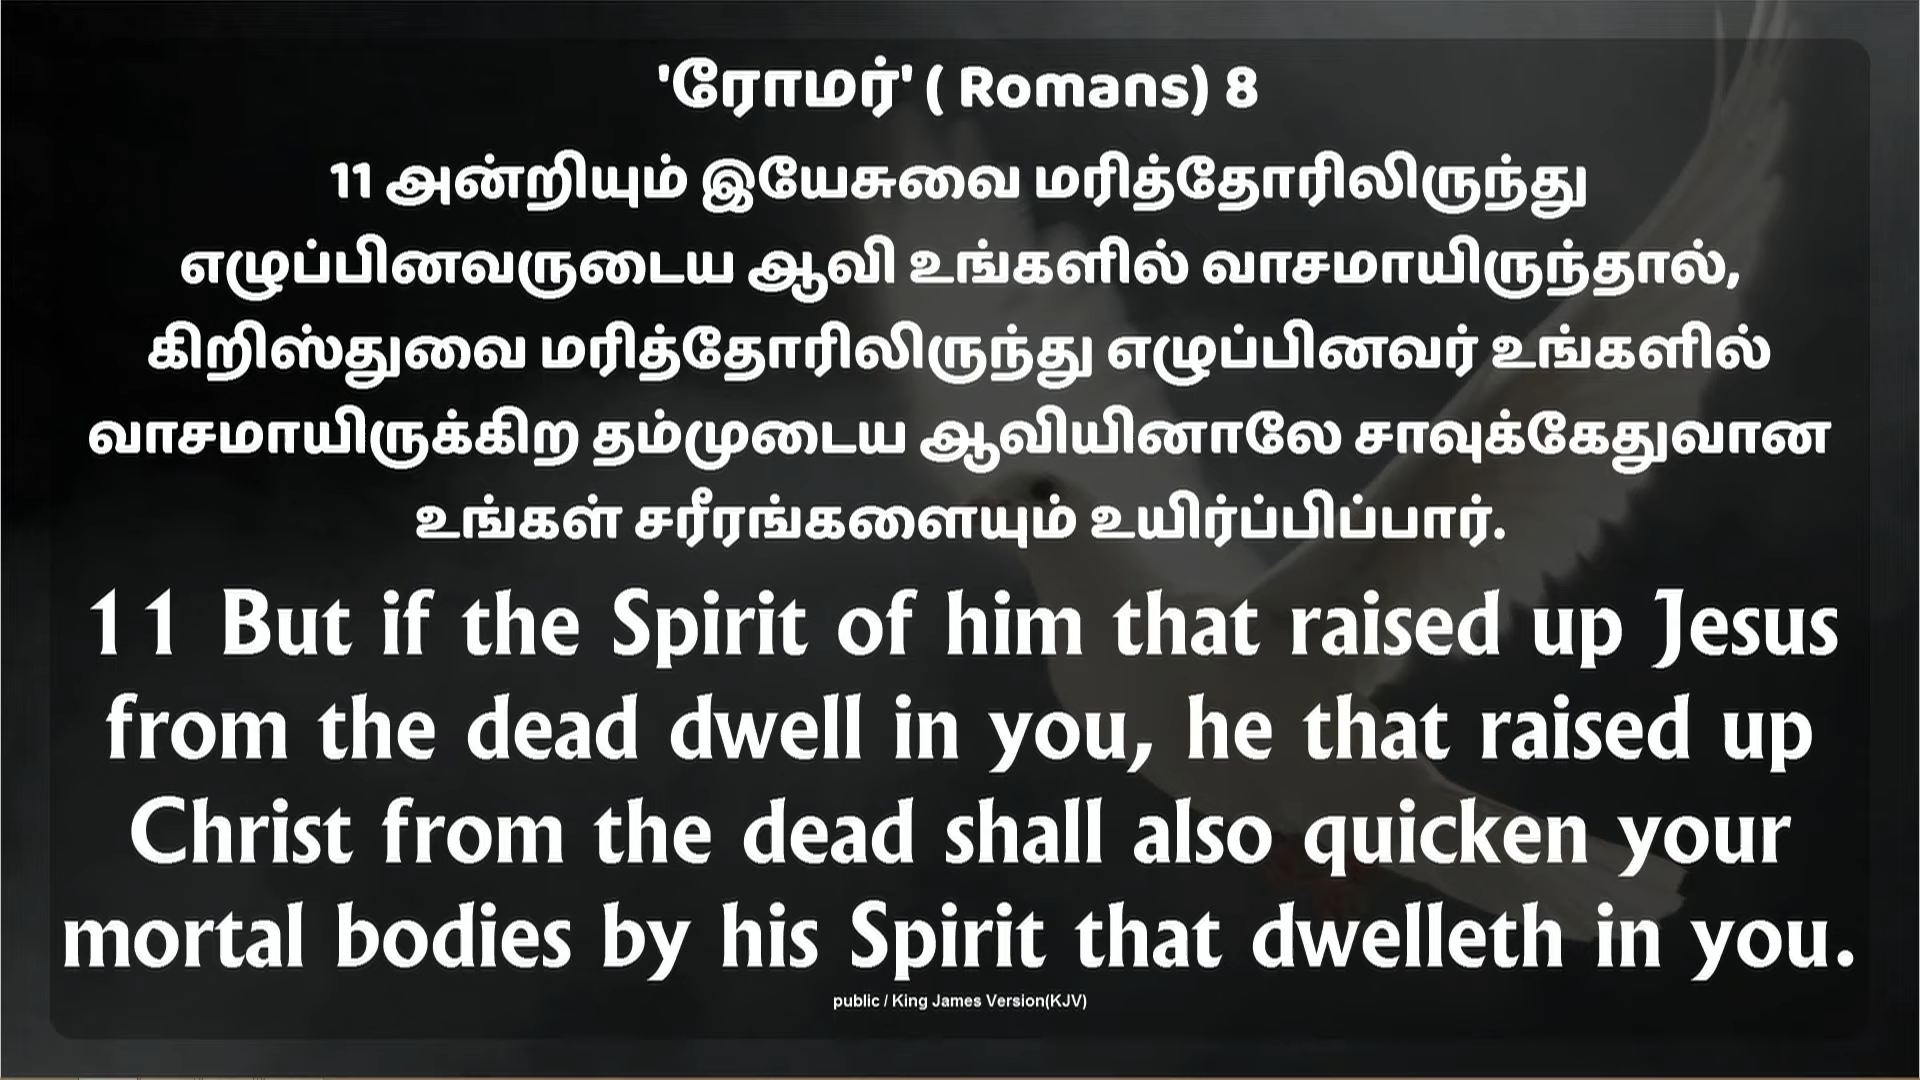 'ரோமர்' ( Romans) 8
11 அன்றியும் இயேசுவை மரித்தோரிலிருந்து
எழுப்பினவருடைய ஆவி உங்களில் வாசமாயிருந்தால்,
கிறிஸ்துவை மரித்தோரிலிருந்து எழுப்பினவர் உங்களில்
வாசமாயிருக்கிற தம்முடைய ஆவியினாலே சாவுக்கேதுவான
உங்கள் சரீரங்களையும் உயிர்ப்பிப்பார்.
11 But if the Spirit of him that raised up Jesus
from the dead dwell in you, he that raised up
Christ from the dead shall also quicken your
mortal bodies by his Spirit that dwelleth in you.
public / King James Version(KJV)